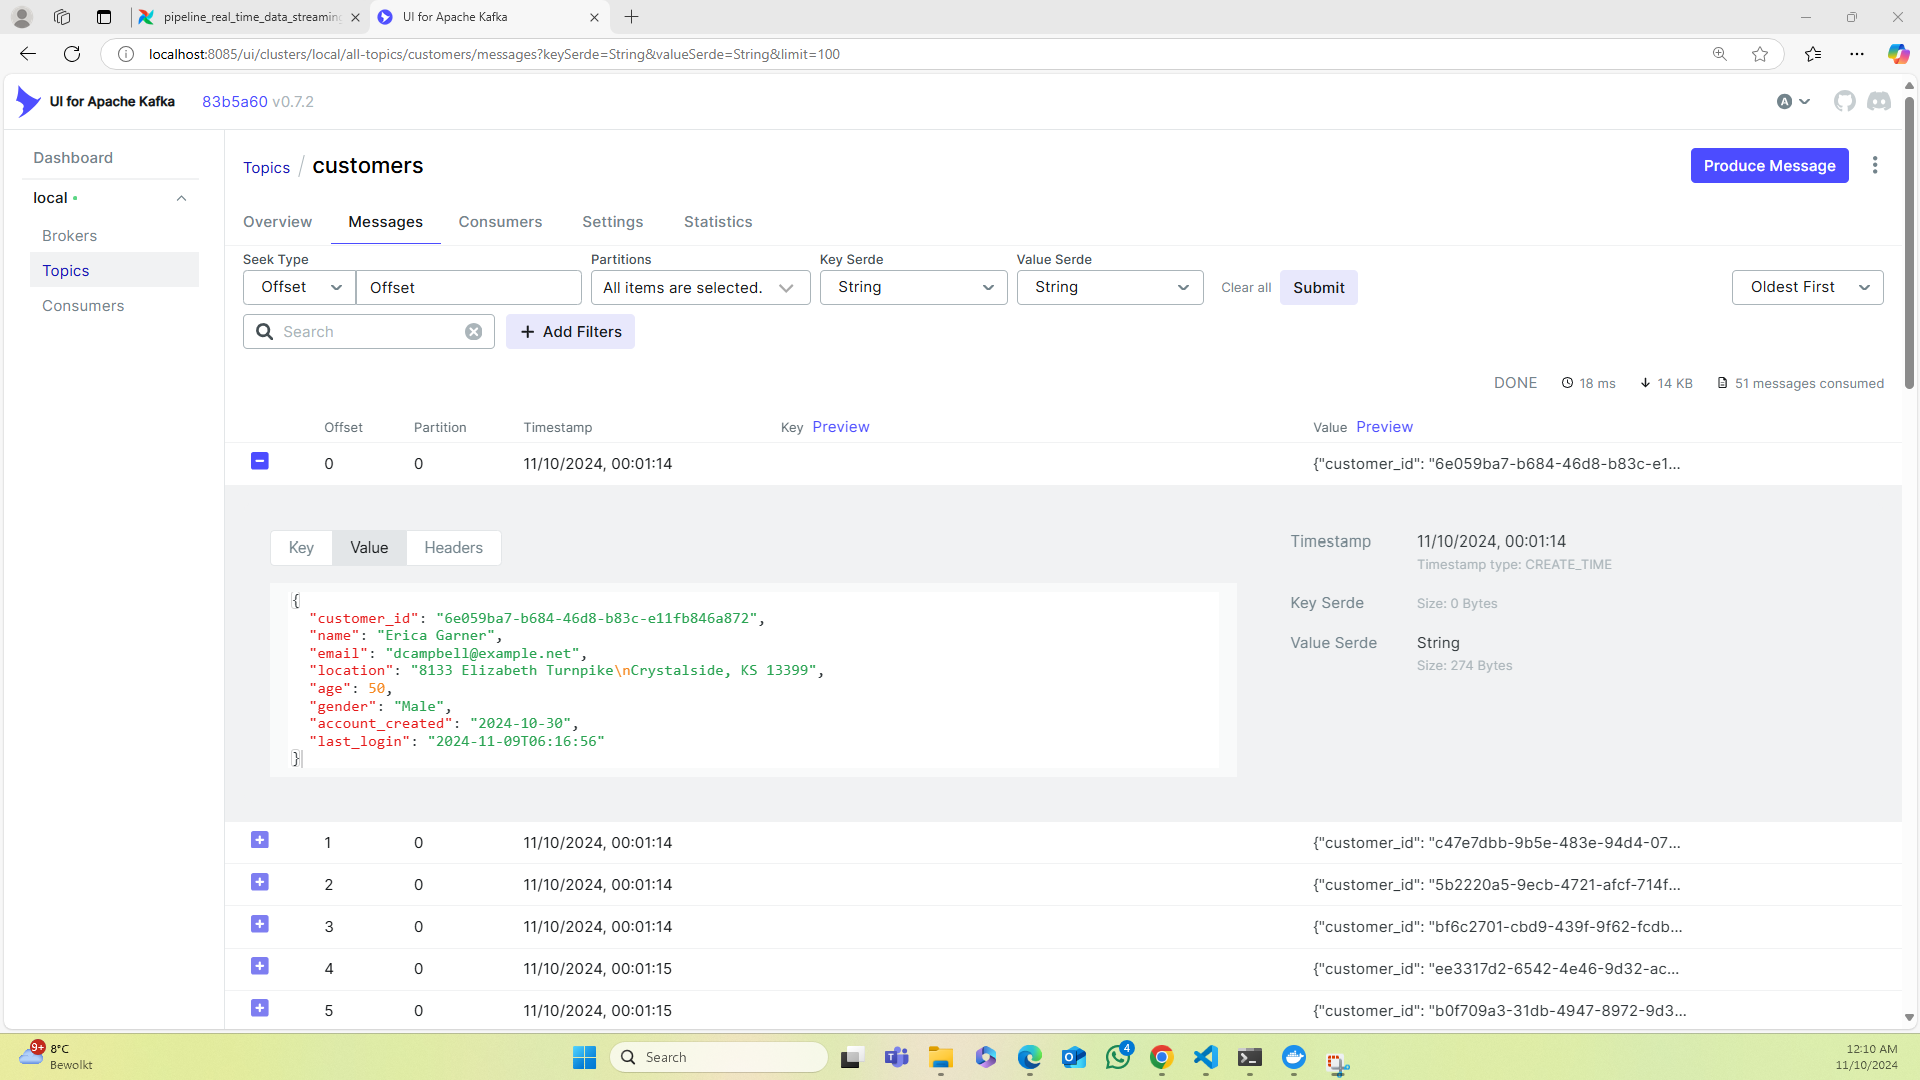 pipeline_real_time_data_streaming
UI for Apache Kafka
localhost:8085/ui/clusters/local/all-topics/customers/messages?keySerde=String&valueSerde=String&limit=100
UI for Apache Kafka 83b5a60 v0.7.2
A
Dashboard
local
Brokers
Topics
Consumers
Topics / customers
Produce Message
Overview Messages Consumers Settings Statistics
Seek Type Partitions Key Serde Value Serde
Offset Offset All items are selected. String String Clear all Submit Oldest First
Search Add Filters
DONE 18 ms 14 KB 51 messages consumed
Offset Partition Timestamp Key Preview Value Preview
0 0 11/10/2024, 00:01:14 {"customer_id": "6e059ba7-b684-46d8-b83c-e1...
Key Value Headers
{
"customer_id": "6e059ba7-b684-46d8-b83c-e11fb846a872",
"name": "Erica Garner",
"email": "dcampbell@example.net",
"location": "8133 Elizabeth Turnpike\nCrystalside, KS 13399",
"age": 50,
"gender": "Male",
"account_created": "2024-10-30",
"last_login": "2024-11-09T06:16:56"
}
Timestamp 11/10/2024, 00:01:14
Timestamp type: CREATE_TIME
Key Serde Size: 0 Bytes
Value Serde String
Size: 274 Bytes
1 0 11/10/2024, 00:01:14 {"customer_id": "c47e7dbb-9b5e-483e-94d4-07...
2 0 11/10/2024, 00:01:14 {"customer_id": "5b2220a5-9ecb-4721-afcf-714f...
3 0 11/10/2024, 00:01:14 {"customer_id": "bf6c2701-cbd9-439f-9f62-fcdb...
4 0 11/10/2024, 00:01:15 {"customer_id": "ee3317d2-6542-4e46-9d32-ac...
5 0 11/10/2024, 00:01:15 {"customer_id": "b0f709a3-31db-4947-8972-9d3...
9+ 8°C
Bewolkt
Search
4
12:10 AM
11/10/2024